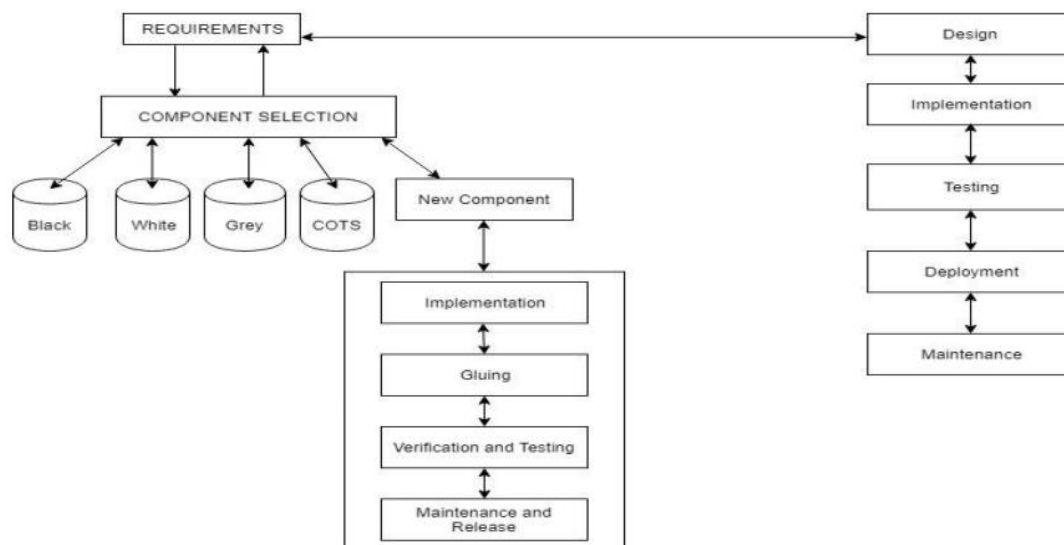 REQUIREMENTS
Design
COMPONENT SELECTION
Implementation
Black
White
Grey
COTS
New Component
Testing
Deployment
Implementation
Maintenance
Gluing
Verification and Testing
Maintenance and
Release